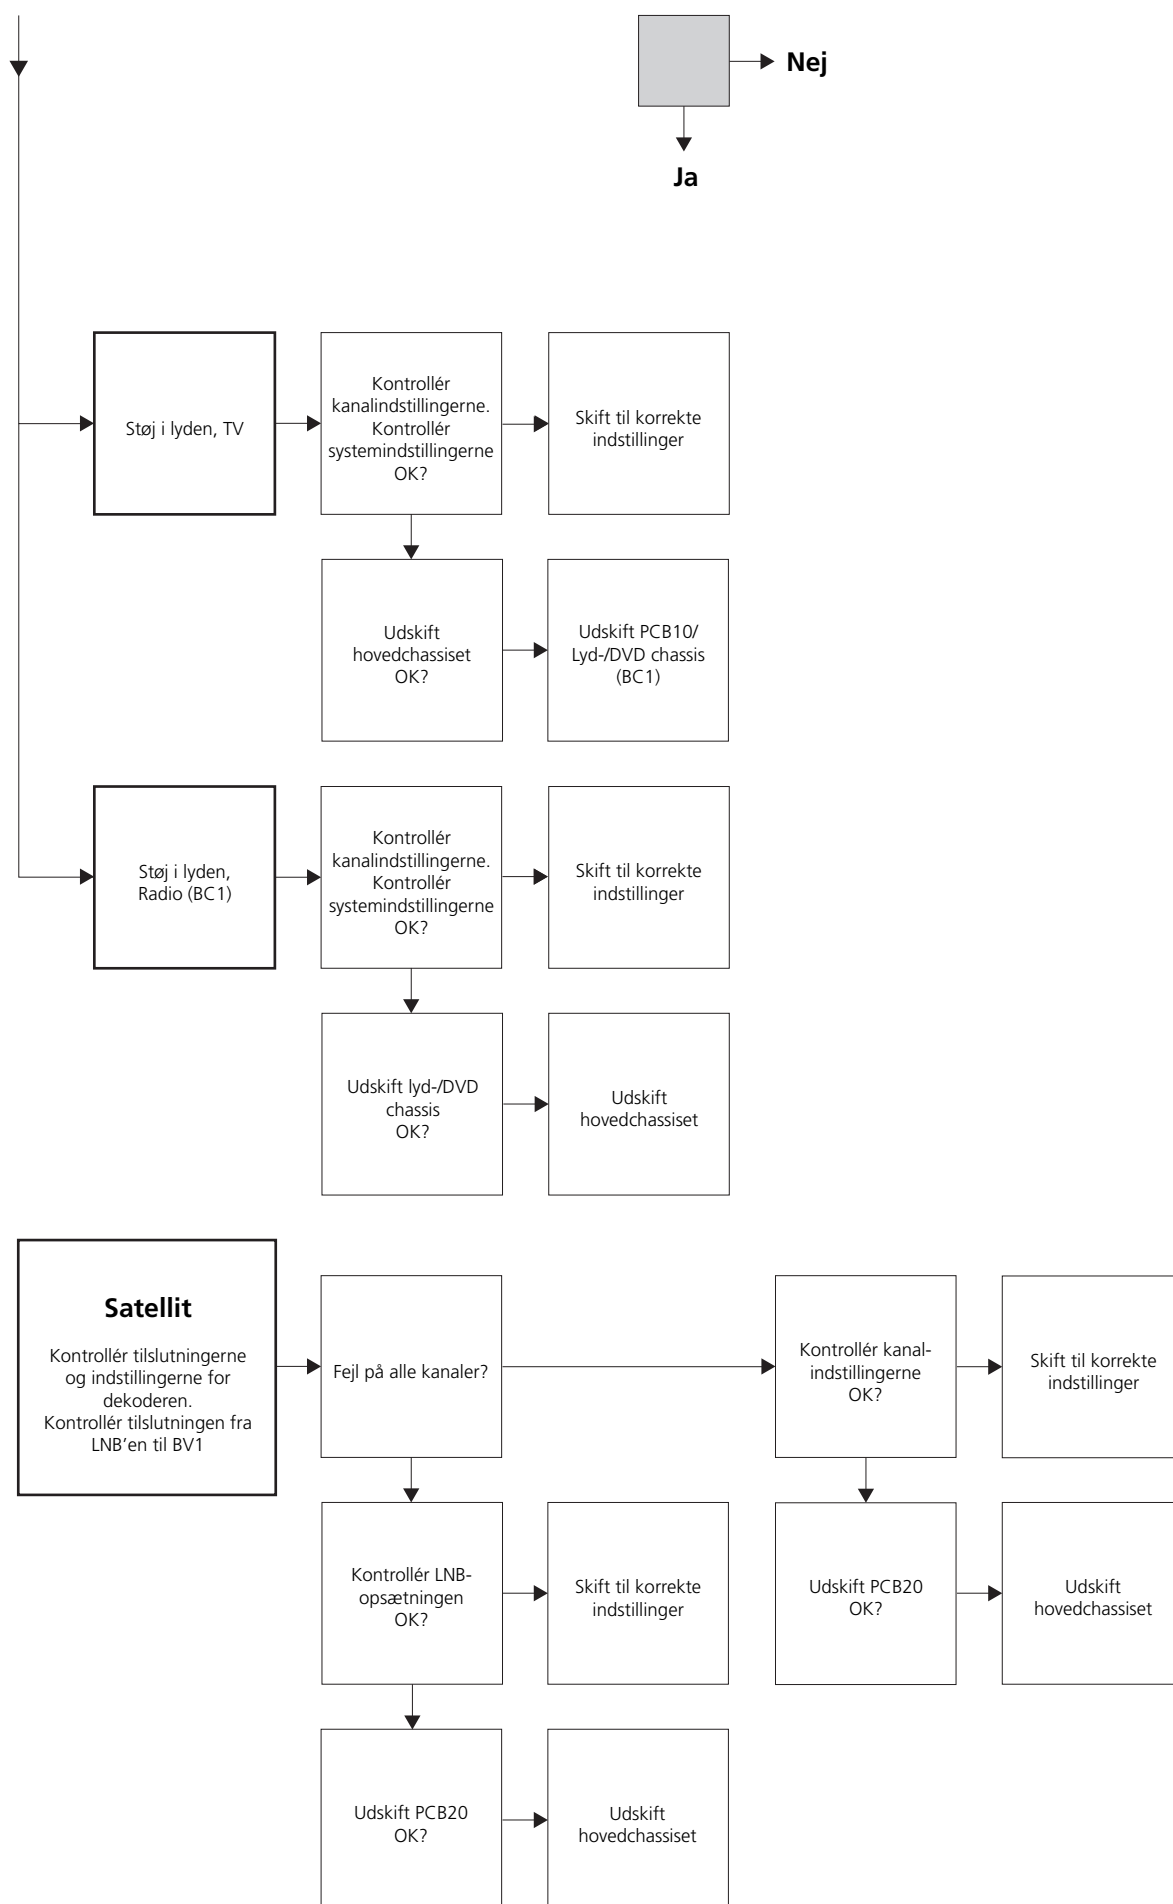 Nej
Ja
Støj i lyden, TV
Kontrollér
kanalindstillingerne.
Kontrollér
systemindstillingerne
OK?
Skift til korrekte
indstillinger
Udskift
hovedchassiset
OK?
Udskift PCB10/
Lyd-/DVD chassis
(BC1)
Støj i lyden,
Radio (BC1)
Kontrollér
kanalindstillingerne.
Kontrollér
systemindstillingerne
OK?
Skift til korrekte
indstillinger
Udskift lyd-/DVD
chassis
OK?
Udskift
hovedchassiset
Satellit
Kontrollér tilslutningerne
og indstillingerne for
dekoderen.
Kontrollér tilslutningen fra
LNB’en til BV1
Fejl på alle kanaler?
Kontrollér kanal-
indstillingerne
OK?
Skift til korrekte
indstillinger
Kontrollér LNB-
opsætningen
OK?
Skift til korrekte
indstillinger
Udskift PCB20
OK?
Udskift
hovedchassiset
Udskift PCB20
OK?
Udskift
hovedchassiset